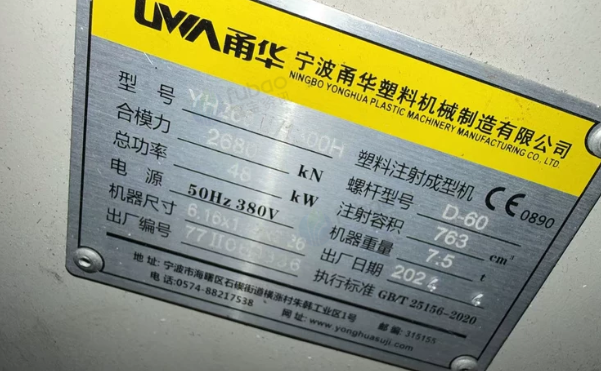 UVIA 甬华 宁波甬华塑料机械制造有限公司
NINGBO YONGHUA PLASTIC MACHINERY MANUFACTURING CO., LTD.
型号 塑料注射成型机 CE 0890
合模力 kN 螺杆型号 D-60
总功率 48 kW 注射容积 763 cm³
电源 50Hz 380V 机器重量 7.5 t
机器尺寸 出厂日期 2024 4
出厂编号 执行标准 GB/T 25156-2020
地址: 宁波市海曙区石碶街道横涨村朱韩工业区1号
电话:0574-88217538 邮编: 315155
网址: www.yonghuasuji.com